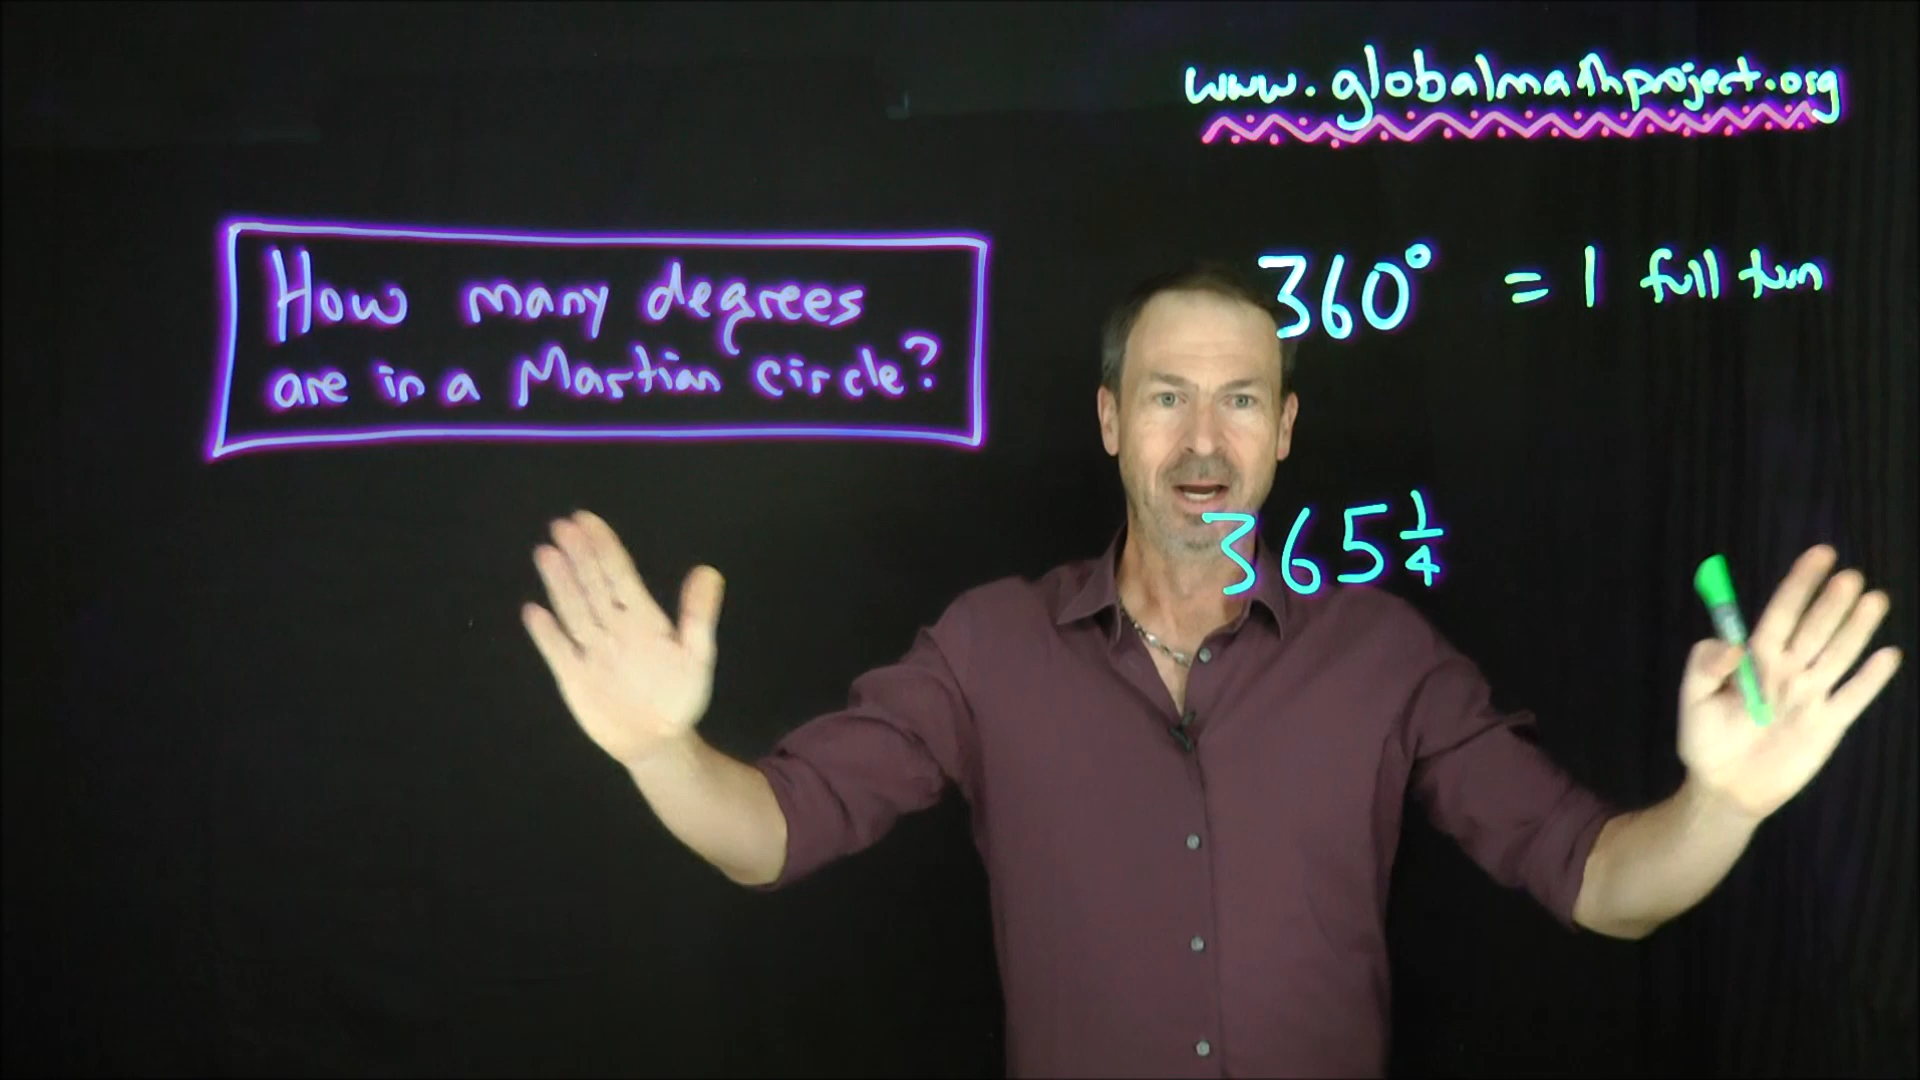 www.globalmathproject.org
How many degrees
are in a Martian circle?
360° = 1 full turn
365 1/4